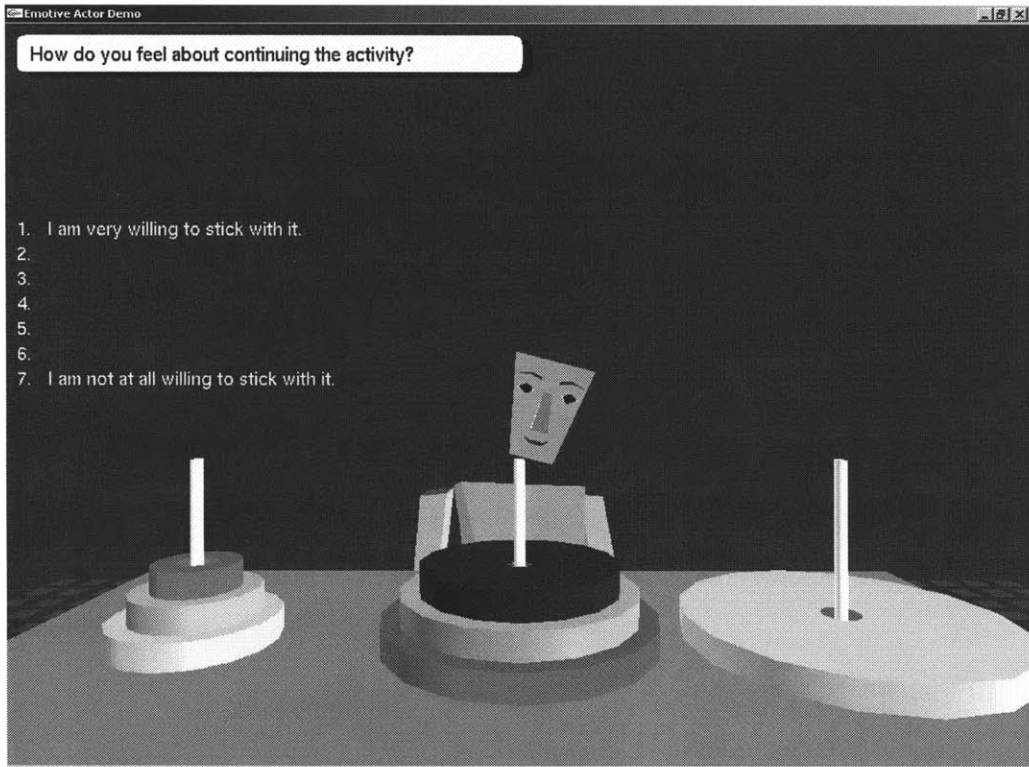 Emotive Actor Demo
How do you feel about continuing the activity?
1. I am very willing to stick with it.
2.
3.
4.
5.
6.
7. I am not at all willing to stick with it.